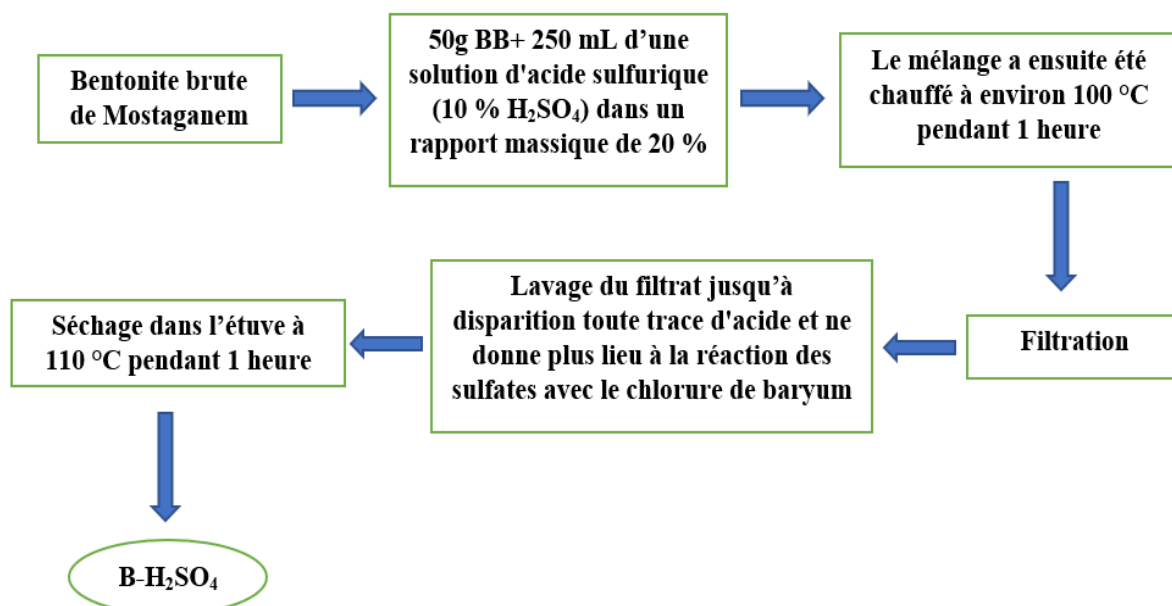 Bentonite brute
de Mostaganem
50g BB+ 250 mL d’une
solution d'acide sulfurique
(10 % H₂SO₄) dans un
rapport massique de 20 %
Le mélange a ensuite été
chauffé à environ 100 °C
pendant 1 heure
Filtration
Lavage du filtrat jusqu’à
disparition toute trace d'acide et ne
donne plus lieu à la réaction des
sulfates avec le chlorure de baryum
Séchage dans l’étuve à
110 °C pendant 1 heure
B-H₂SO₄